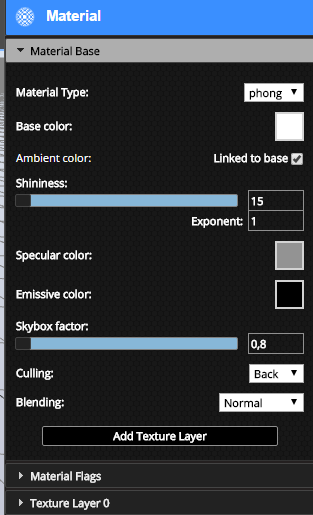 Material
Material Base
Material Type: phong
Base color:
Ambient color: Linked to base
Shininess:
15
Exponent: 1
Specular color:
Emissive color:
Skybox factor:
0,8
Culling: Back
Blending: Normal
Add Texture Layer
Material Flags
Texture Layer 0